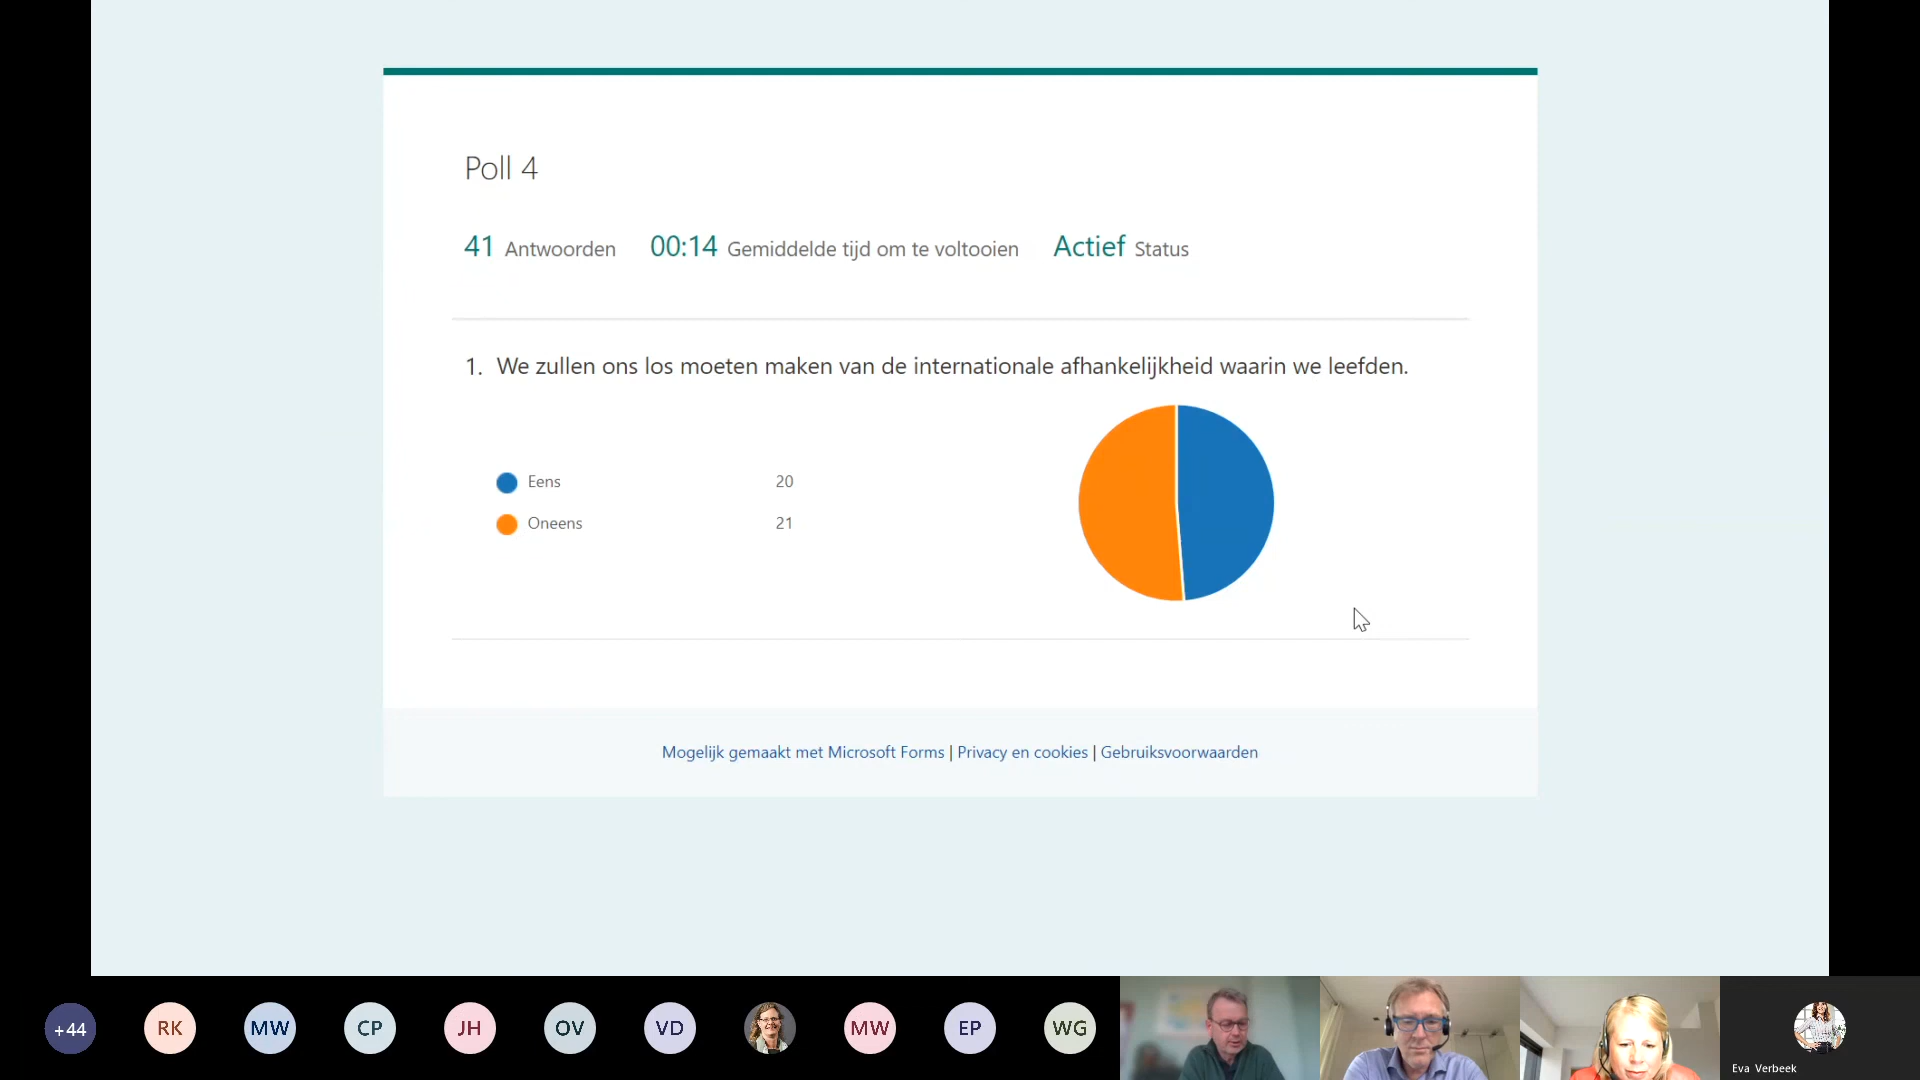 Poll 4
41 Antwoorden 00:14 Gemiddelde tijd om te voltooien Actief Status
1. We zullen ons los moeten maken van de internationale afhankelijkheid waarin we leefden.
Eens 20
Oneens 21
Mogelijk gemaakt met Microsoft Forms | Privacy en cookies | Gebruiksvoorwaarden
+44 RK MW CP JH OV VD MW EP WG
Eva Verbeek